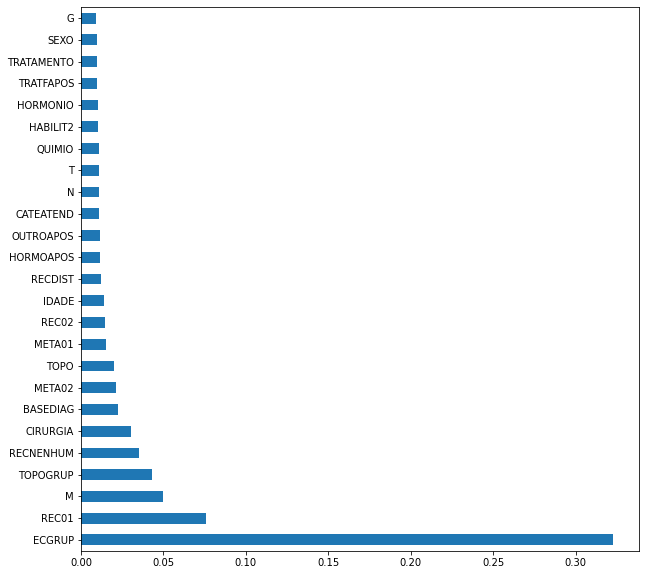 G
SEXO
TRATAMENTO
TRATFAPOS
HORMONIO
HABILIT2
QUIMIO
T
N
CATEATEND
OUTROAPOS
HORMOAPOS
RECDIST
IDADE
REC02
META01
TOPO
META02
BASEDIAG
CIRURGIA
RECNENHUM
TOPOGRUP
M
REC01
ECGRUP
0.00 0.05 0.10 0.15 0.20 0.25 0.30